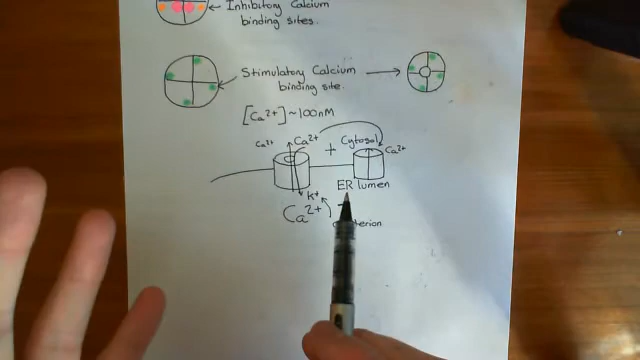 Inhibitory Calcium
binding sites.
Stimulatory Calcium
binding site.
[Ca²⁺]~100nM
Ca²⁺ Ca²⁺ + Cytosol Ca²⁺
ER lumen
K⁺
Ca²⁺